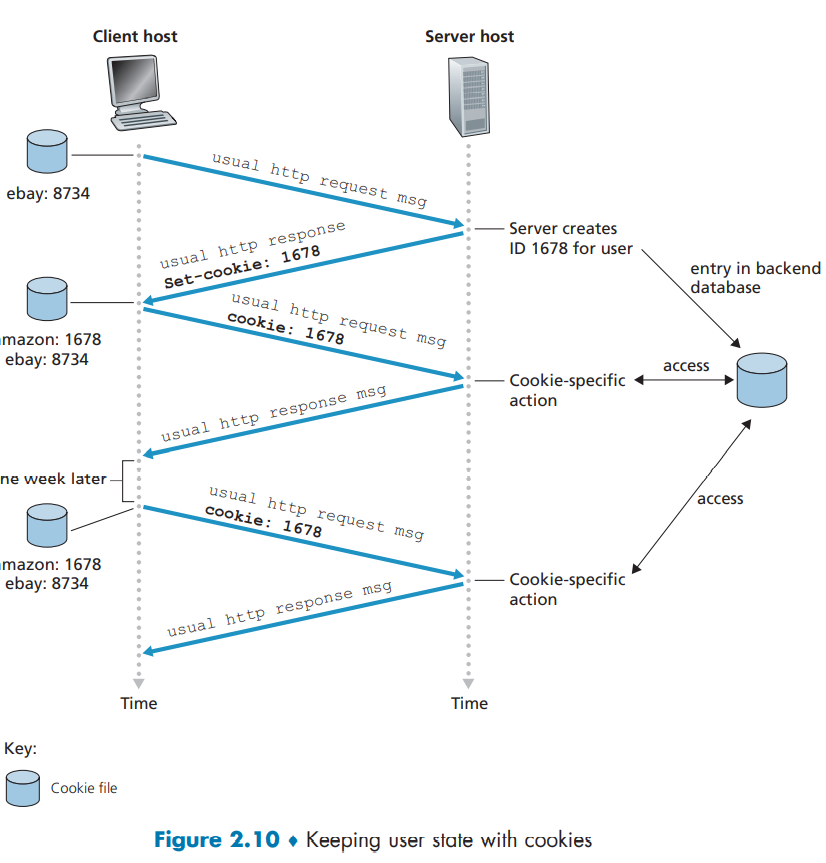 Client host
Server host
usual http request msg
ebay: 8734
Server creates
ID 1678 for user
usual http response
Set-cookie: 1678
entry in backend
database
usual http request msg
cookie: 1678
mazon: 1678
ebay: 8734
access
Cookie-specific
action
usual http response msg
ne week later
usual http request msg
cookie: 1678
access
mazon: 1678
ebay: 8734
Cookie-specific
action
usual http response msg
Time
Time
Key:
Cookie file
Figure 2.10 ♦ Keeping user state with cookies